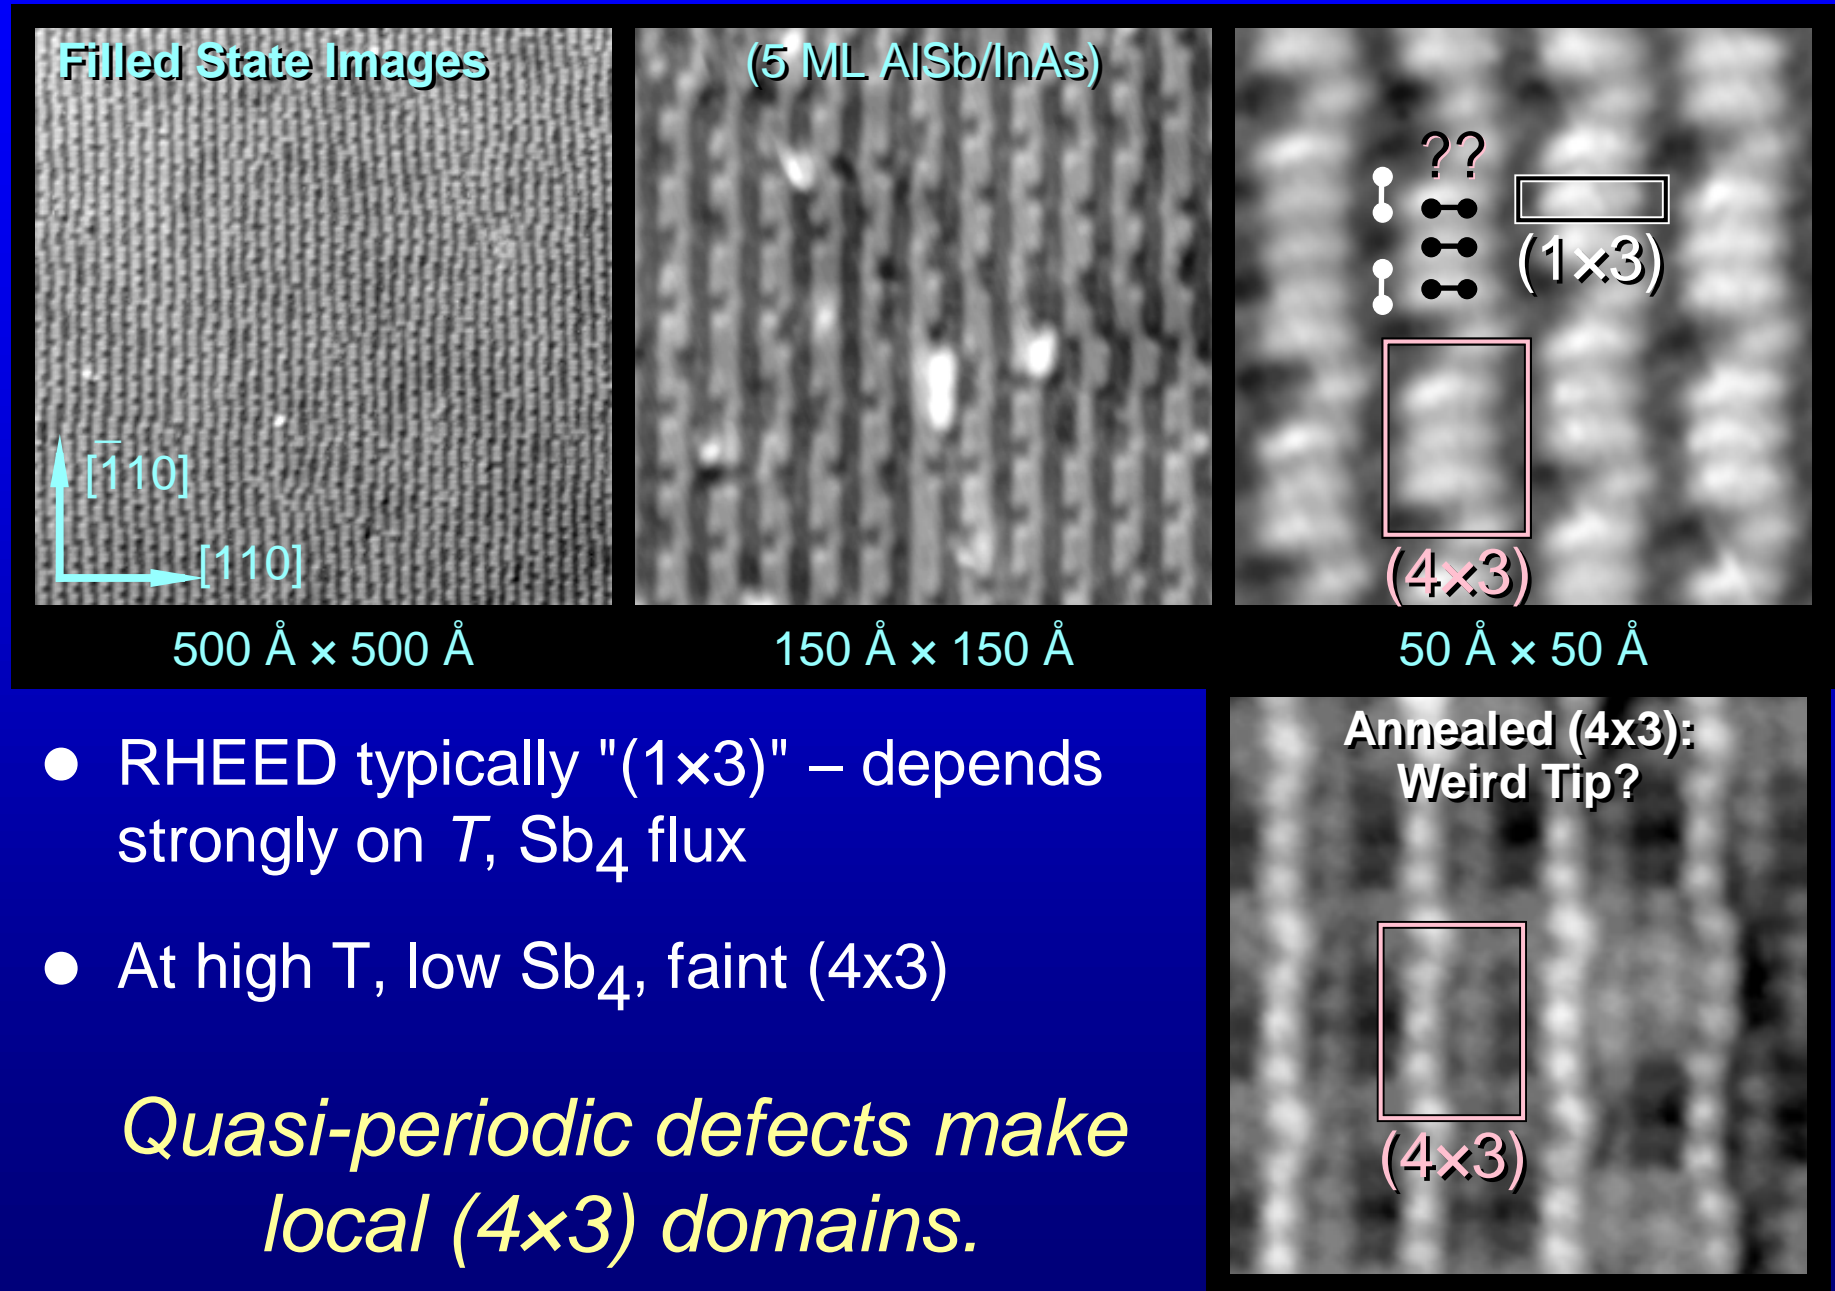 Filled State Images
(5 ML AlSb/InAs)
??
(1×3)
(4×3)
[1̅10]
[110]
500 Å × 500 Å
150 Å × 150 Å
50 Å × 50 Å
● RHEED typically "(1×3)" – depends
strongly on T, Sb₄ flux
● At high T, low Sb₄, faint (4x3)
Quasi-periodic defects make
local (4×3) domains.
Annealed (4x3):
Weird Tip?
(4×3)